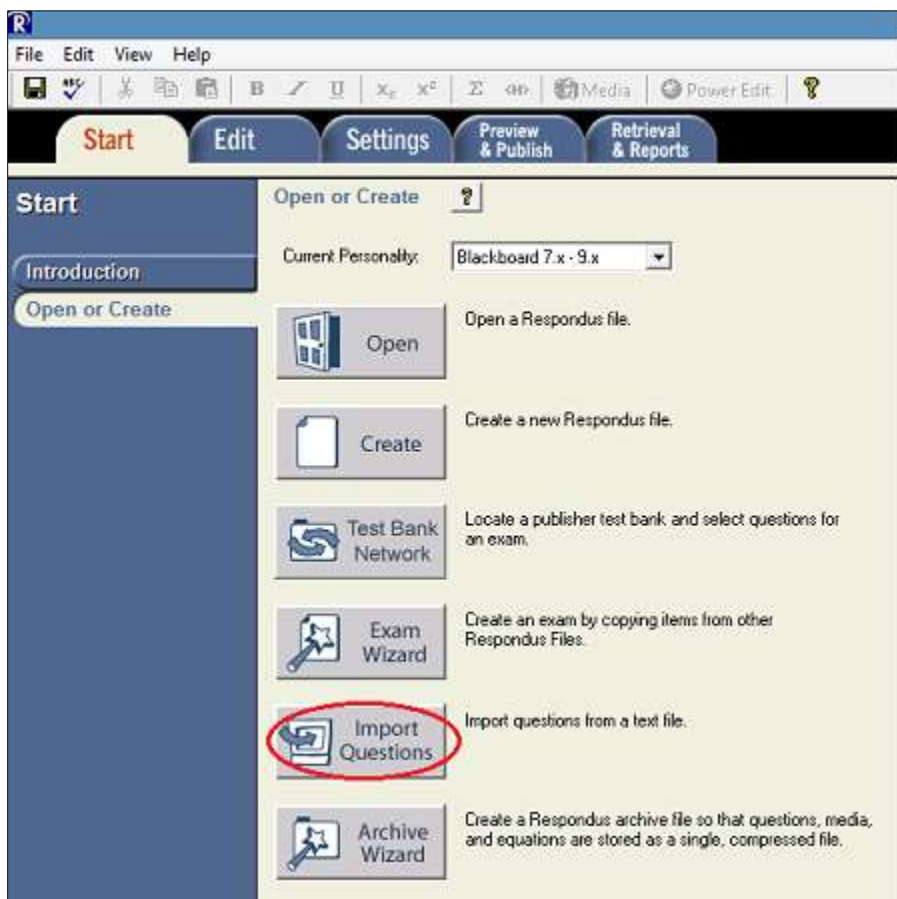 R
File Edit View Help
ABC B I U Xc Xc Σ Media Power Edit ?
Start Edit Settings Preview & Publish Retrieval & Reports
Start
Introduction
Open or Create
Open or Create ?
Current Personality: Blackboard 7.x - 9.x
Open
Open a Respondus file.
Create
Create a new Respondus file.
Test Bank
Network
Locate a publisher test bank and select questions for
an exam.
Exam
Wizard
Create an exam by copying items from other
Respondus Files.
Import
Questions
Import questions from a text file.
Archive
Wizard
Create a Respondus archive file so that questions, media,
and equations are stored as a single, compressed file.